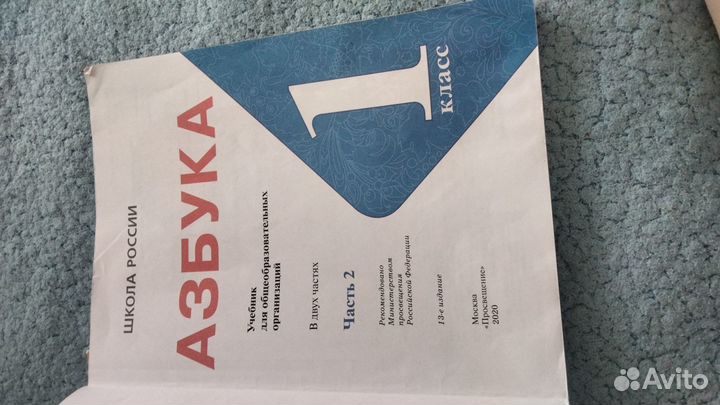 ШКОЛА РОССИИ
АЗБУКА
1
класс
Учебник
для общеобразовательных
организаций
В двух частях
Часть 2
Рекомендовано
Министерством
просвещения
Российской Федерации
13-е издание
Москва
«Просвещение»
2020
Avito